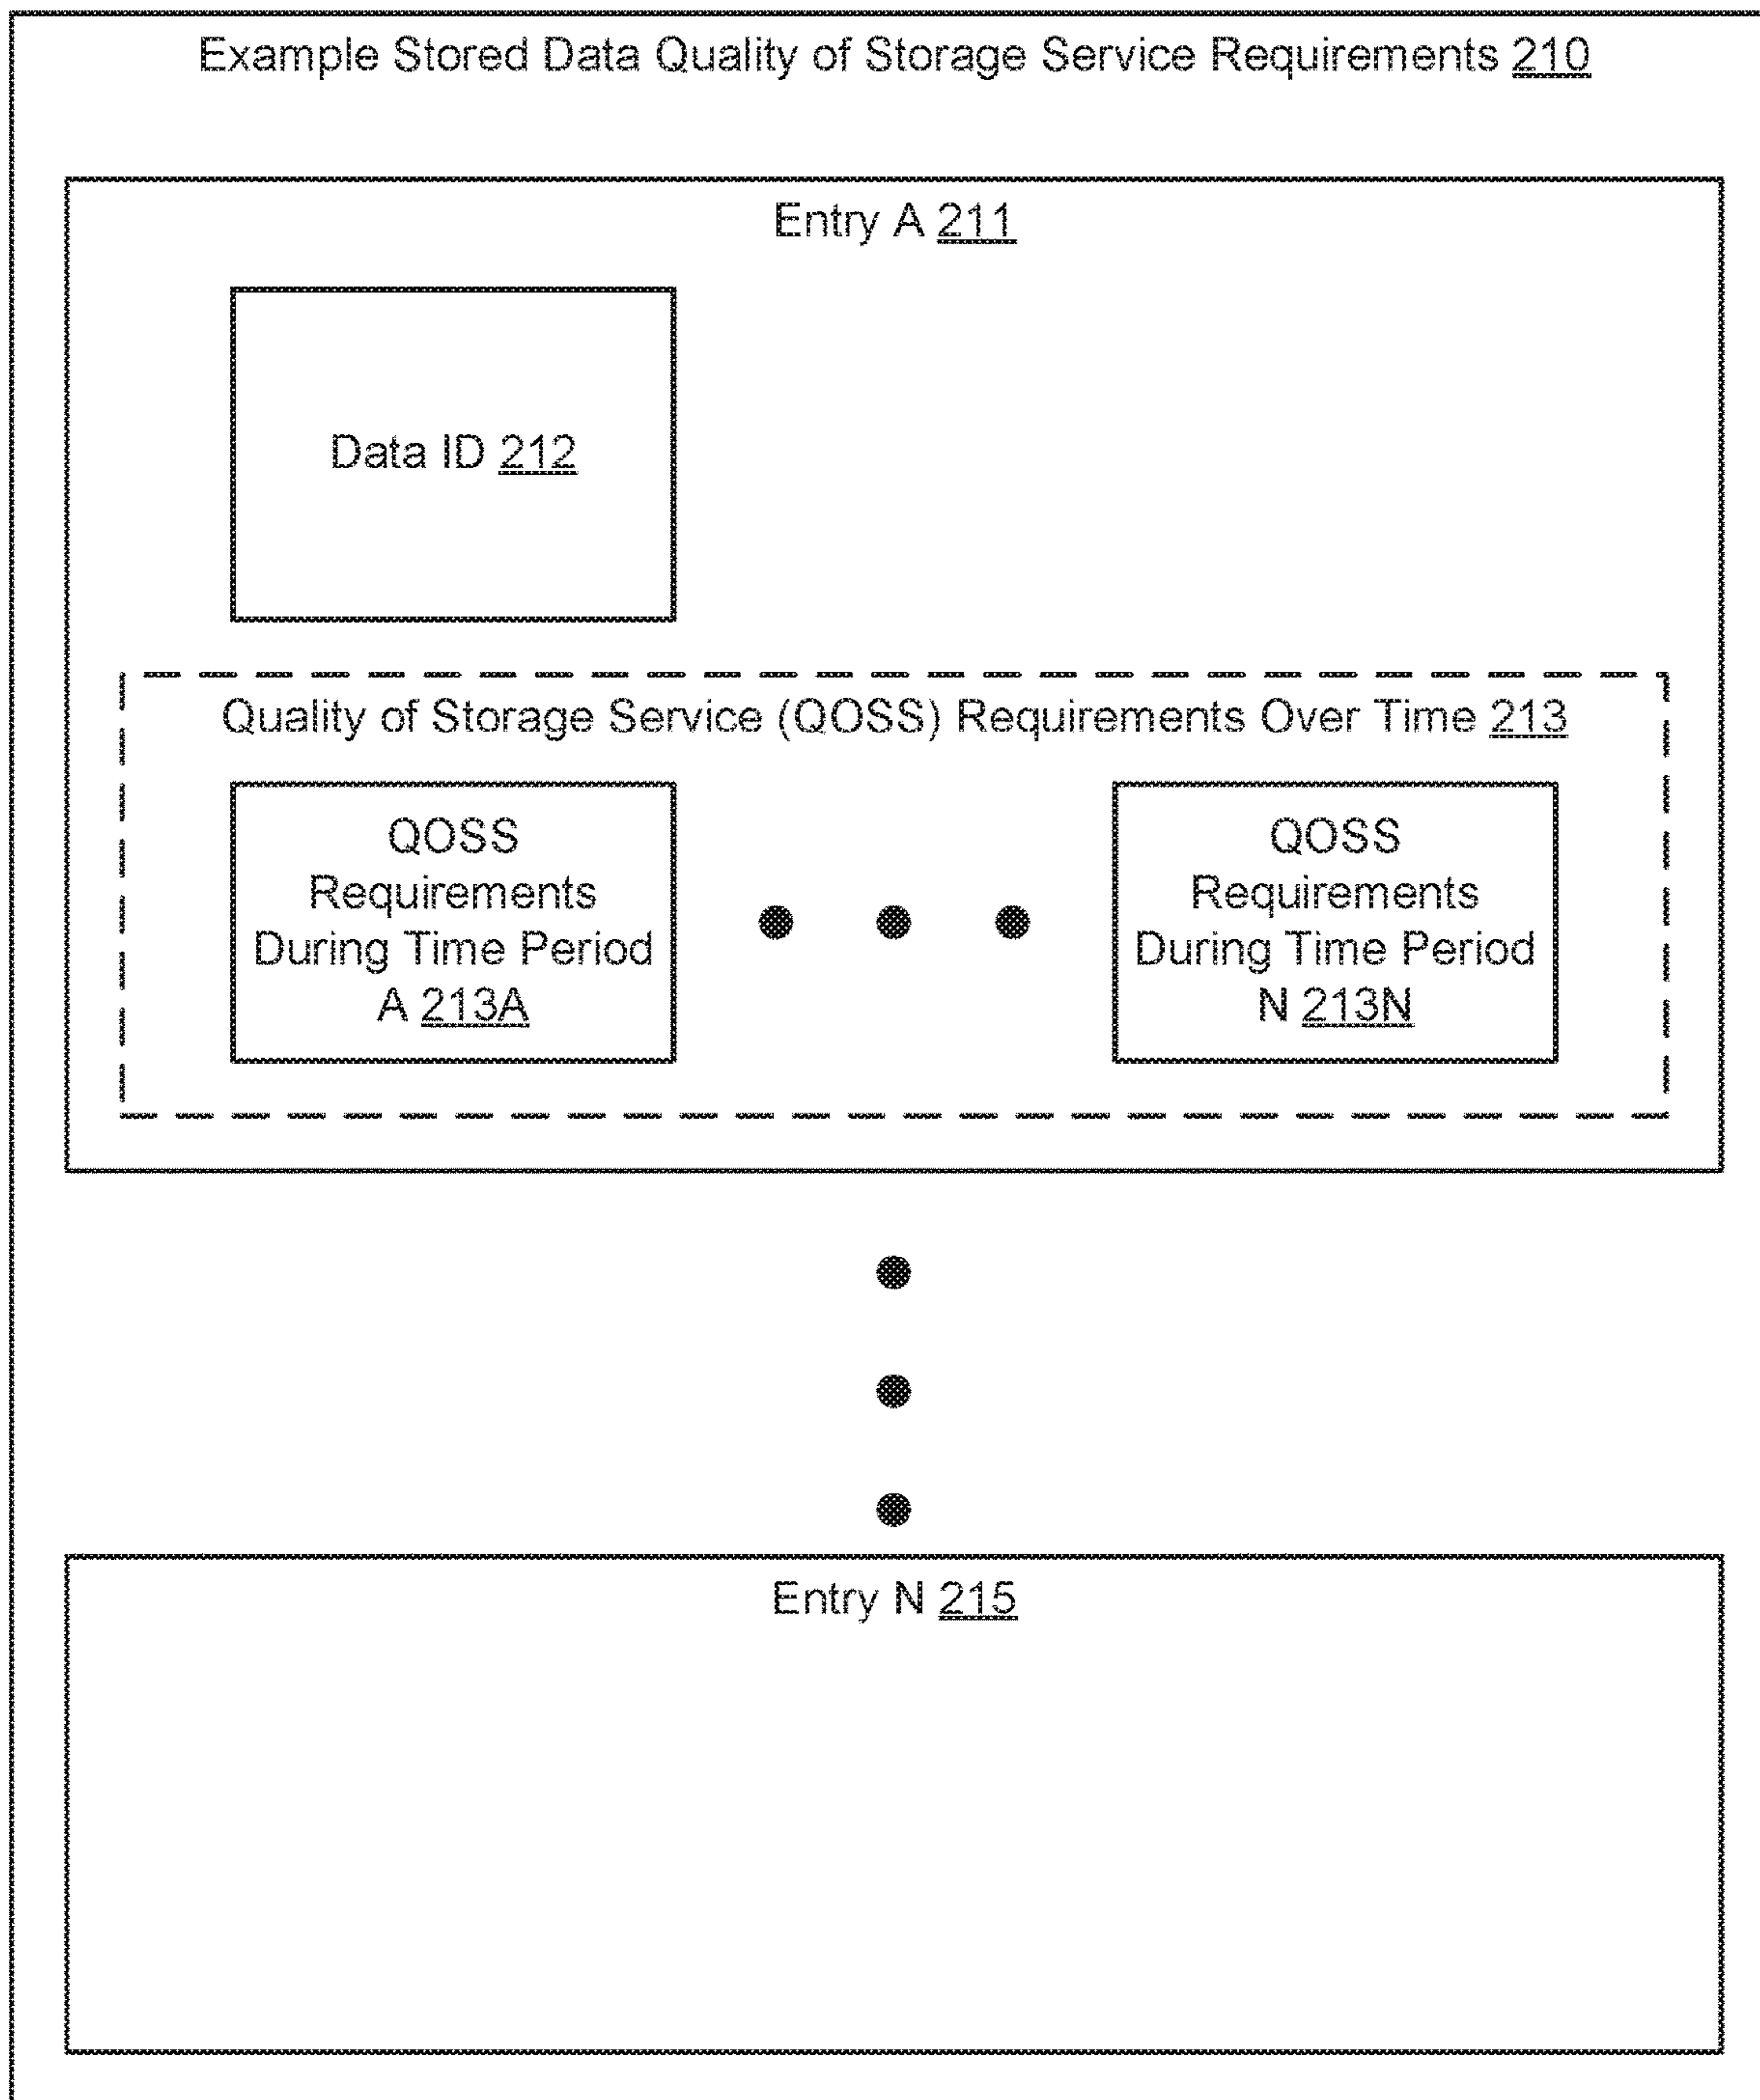 Example Stored Data Quality of Storage Service Requirements 210
Entry A 211
Data ID 212
Quality of Storage Service (QOSS) Requirements Over Time 213
QOSS
Requirements
During Time Period
A 213A
QOSS
Requirements
During Time Period
N 213N
Entry N 215